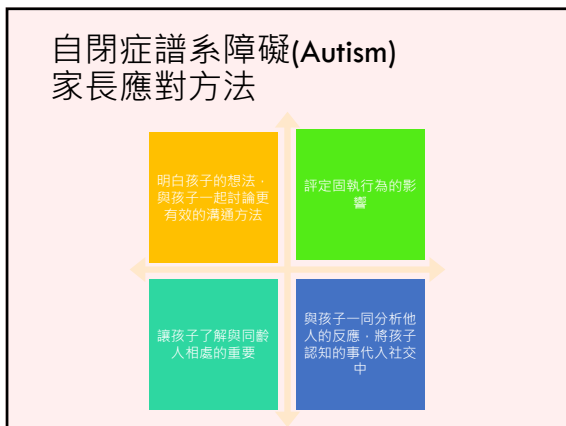 自閉症譜系障礙(Autism)
家長應對方法
明白孩子的想法，
與孩子一起討論更
有效的溝通方法
評定固執行為的影
響
讓孩子了解與同齡
人相處的重要
與孩子一同分析他
人的反應，將孩子
認知的事代入社交
中